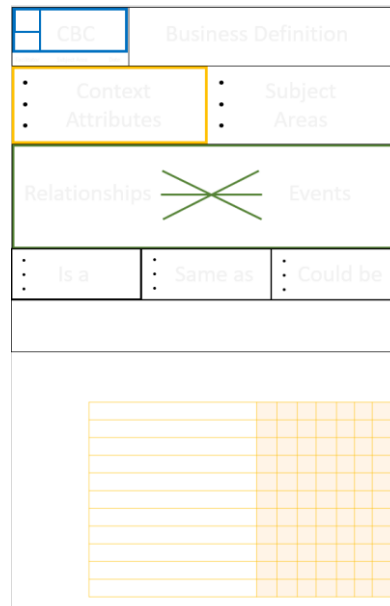 CBC
Business Definition
Context
Attributes
Subject
Areas
Relationships
Events
Is a
Same as
Could be